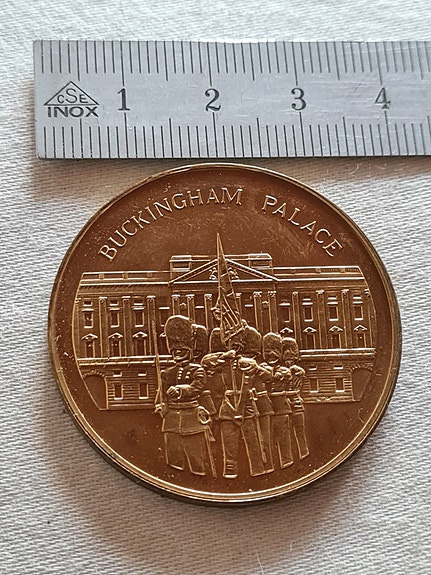 CSE
INOX
1 2 3 4
BUCKINGHAM PALACE